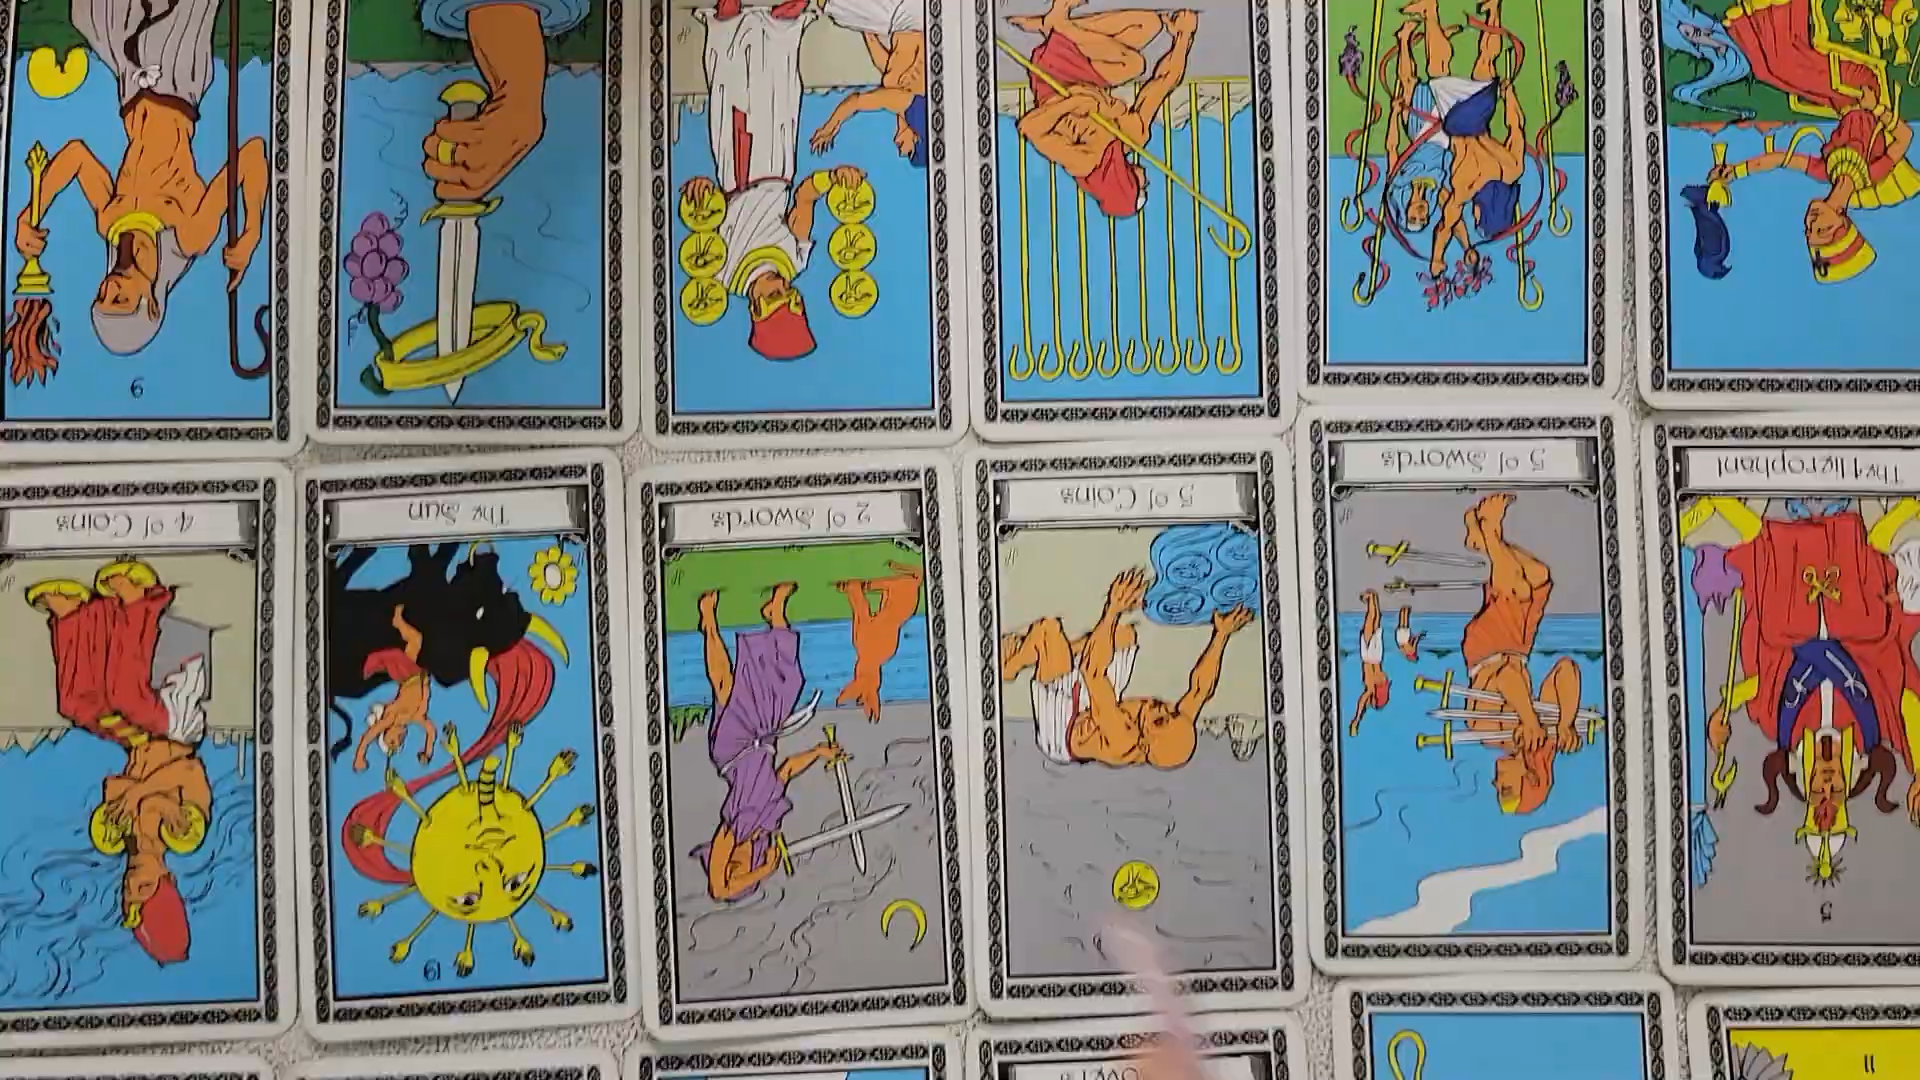 9
4 of Coins
The Sun
2 of Swords
5 of Coins
5 of Swords
The Hierophant
19
5
11